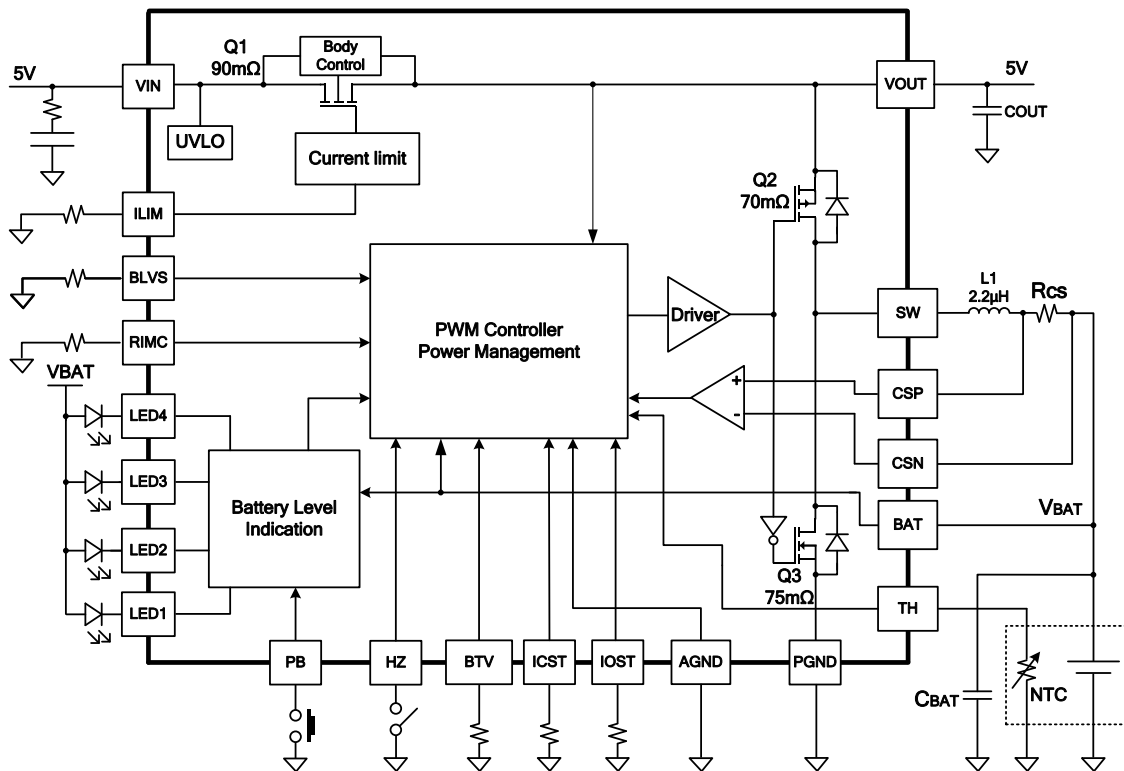 Q1
90mΩ
Body
Control
5V
VIN
UVLO
Current limit
VOUT
5V
COUT
ILIM
Q2
70mΩ
BLVS
PWM Controller
Power Management
Driver
SW
L1
2.2µH
Rcs
RIMC
VBAT
+
-
CSP
LED4
CSN
LED3
Battery Level
Indication
BAT
VBAT
LED2
Q3
75mΩ
TH
LED1
PB
HZ
BTV
ICST
IOST
AGND
PGND
CBAT
NTC